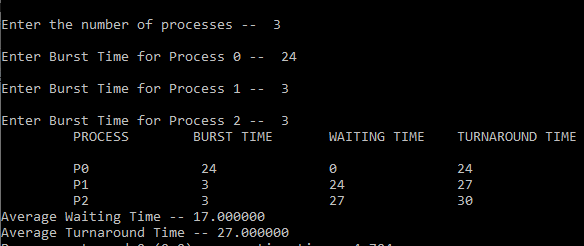 Enter the number of processes --  3
Enter Burst Time for Process 0 --  24
Enter Burst Time for Process 1 --  3
Enter Burst Time for Process 2 --  3
PROCESS BURST TIME WAITING TIME TURNAROUND TIME
P0 24 0 24
P1 3 24 27
P2 3 27 30
Average Waiting Time -- 17.000000
Average Turnaround Time -- 27.000000